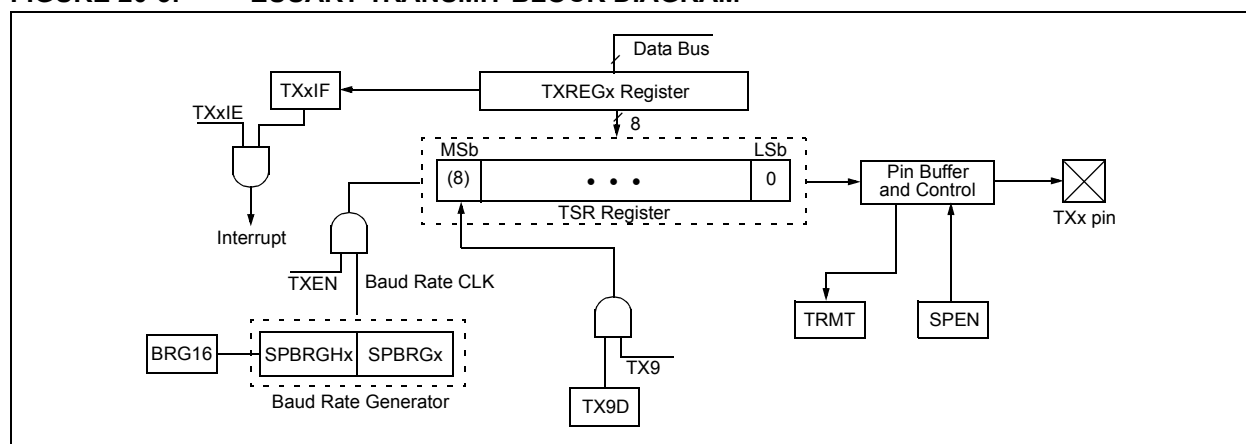 Data Bus
TXxIF
TXREGx Register
TXxIE
8
MSb
LSb
(8)
• • •
0
Pin Buffer
and Control
TSR Register
TXx pin
Interrupt
TXEN
Baud Rate CLK
TRMT
SPEN
BRG16
SPBRGHx
SPBRGx
TX9
Baud Rate Generator
TX9D